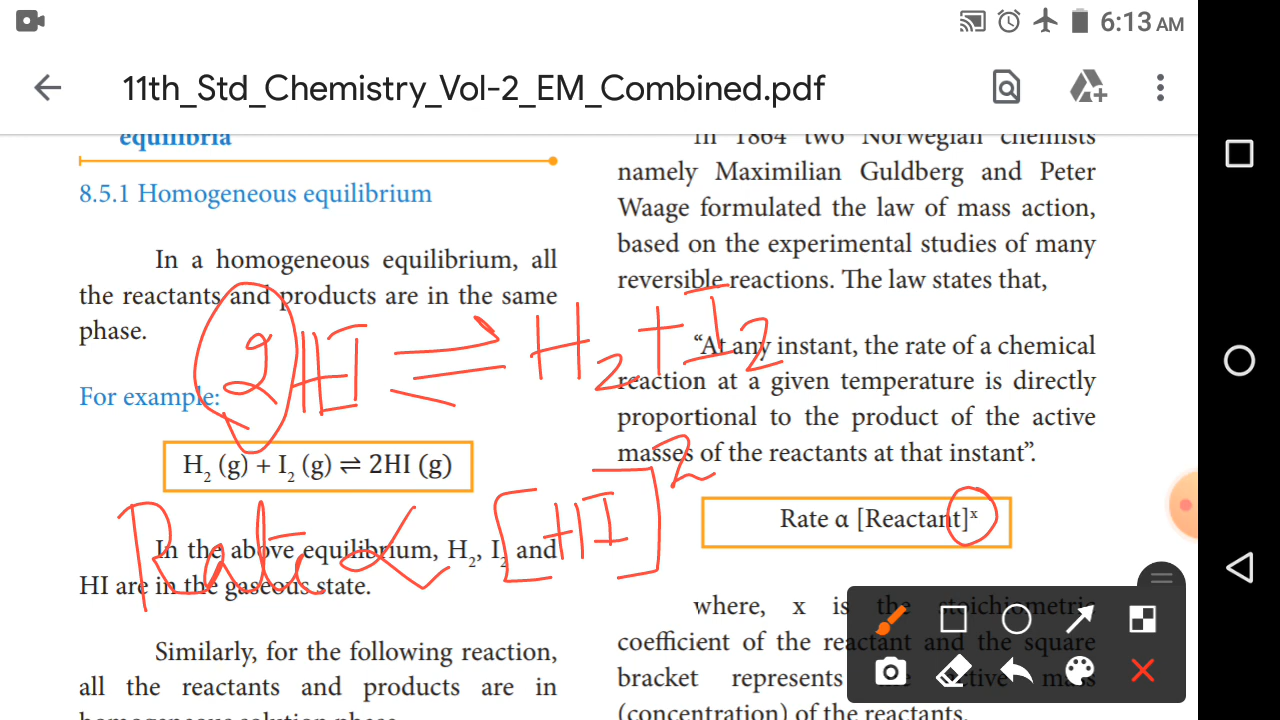 6:13 AM
11th_Std_Chemistry_Vol-2_EM_Combined.pdf
equilibria
8.5.1 Homogeneous equilibrium
In a homogeneous equilibrium, all
the reactants and products are in the same
phase.
For example:
H₂ (g) + I₂ (g) ⇌ 2HI (g)
In the above equilibrium, H₂, I₂ and
HI are in the gaseous state.
Similarly, for the following reaction,
all the reactants and products are in
homogeneous solution phase.
In 1864 two Norwegian chemists
namely Maximilian Guldberg and Peter
Waage formulated the law of mass action,
based on the experimental studies of many
reversible reactions. The law states that,
“At any instant, the rate of a chemical
reaction at a given temperature is directly
proportional to the product of the active
masses of the reactants at that instant”.
Rate α [Reactant]ˣ
where, x is the stoichiometric
coefficient of the reactant and the square
bracket represents the active mass
(concentration) of the reactants.
2HI ⇌ H₂ + I₂
Rate ∝ [HI]²